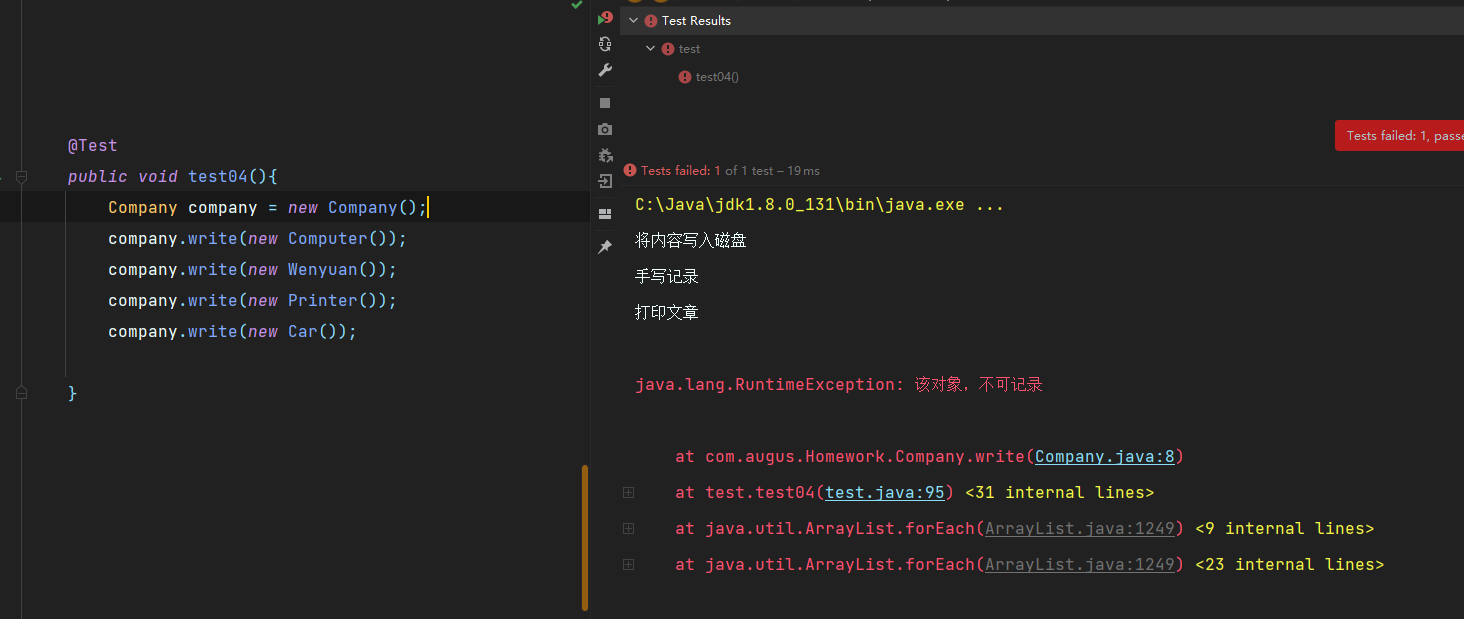 @Test
public void test04(){
Company company = new Company();
company.write(new Computer());
company.write(new Wenyuan());
company.write(new Printer());
company.write(new Car());
}
Test Results
test
test04()
Tests failed: 1, passe
Tests failed: 1 of 1 test – 19 ms
C:\Java\jdk1.8.0_131\bin\java.exe ...
将内容写入磁盘
手写记录
打印文章
java.lang.RuntimeException: 该对象，不可记录
at com.augus.Homework.Company.write(Company.java:8)
at test.test04(test.java:95) <31 internal lines>
at java.util.ArrayList.forEach(ArrayList.java:1249) <9 internal lines>
at java.util.ArrayList.forEach(ArrayList.java:1249) <23 internal lines>